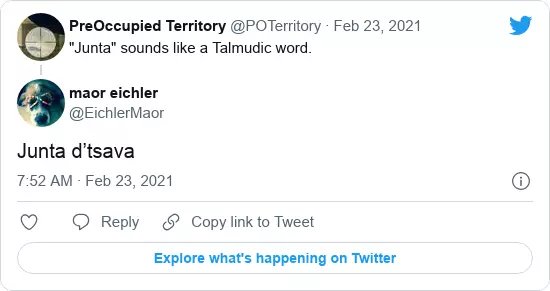 PreOccupied Territory @POTerritory · Feb 23, 2021
"Junta" sounds like a Talmudic word.
maor eichler
@EichlerMaor
Junta d’tsava
7:52 AM · Feb 23, 2021
Reply Copy link to Tweet
Explore what's happening on Twitter